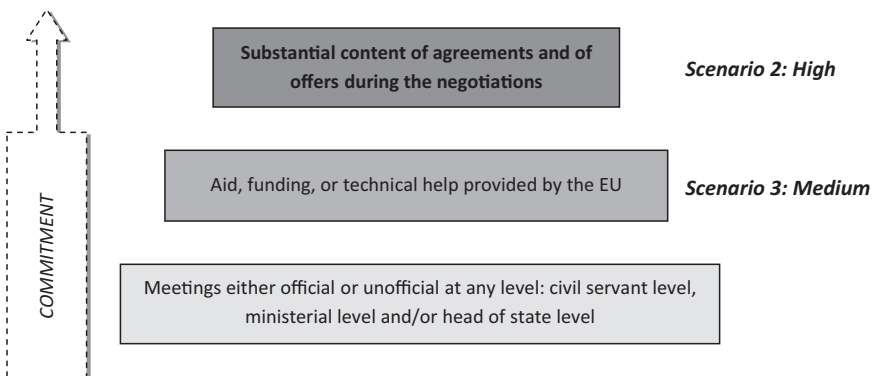 Substantial content of agreements and of
offers during the negotiations
Scenario 2: High
Aid, funding, or technical help provided by the EU
Scenario 3: Medium
COMMITMENT
Meetings either official or unofficial at any level: civil servant level,
ministerial level and/or head of state level